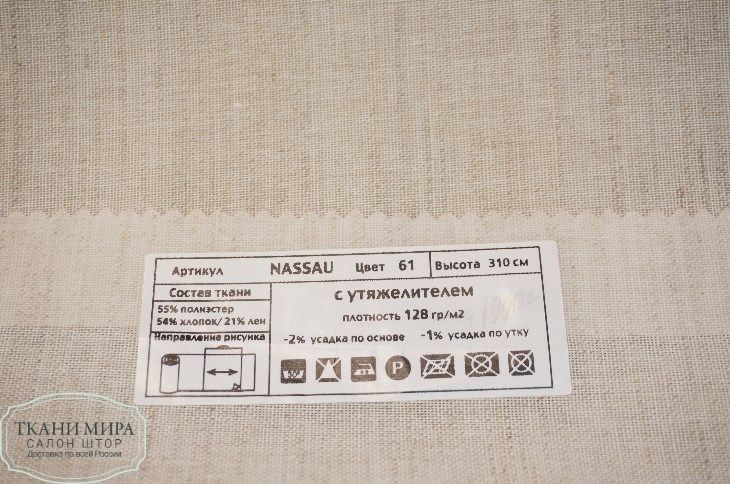 Артикул NASSAU Цвет 61 Высота 310 см
Состав ткани
55% полиэстер
54% хлопок/ 21% лен
Направление рисунка
с утяжелителем
плотность 128 гр/м2
-2% усадка по основе -1% усадка по утку
30°
P
ТКАНИ МИРА
САЛОН ШТОР
Доставка по всей России